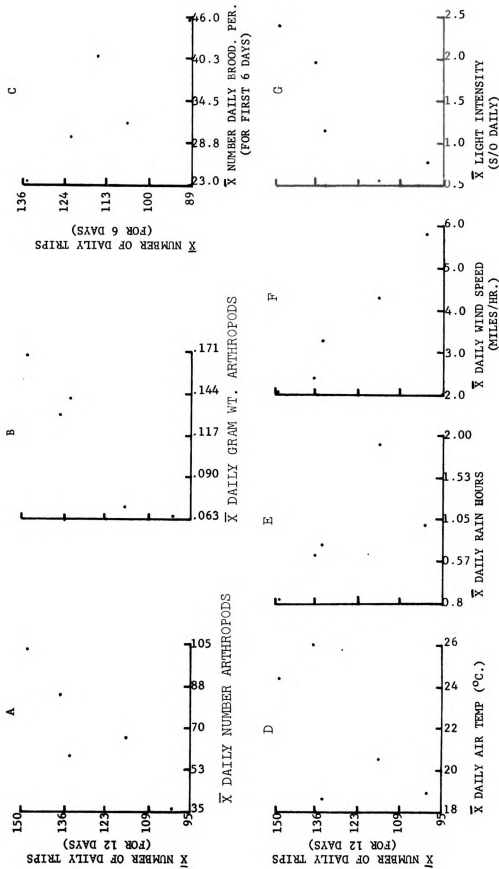 A
150
136
123
109
95
X̅ NUMBER OF DAILY TRIPS
(FOR 12 DAYS)
35 53 70 88 105
X̅ DAILY NUMBER ARTHROPODS
B
.063 .090 .117 .144 .171
X̅ DAILY GRAM WT. ARTHROPODS
C
136
124
112
100
89
X̅ NUMBER OF DAILY TRIPS
(FOR 6 DAYS)
23.0 28.8 34.5 40.3 46.0
X̅ NUMBER DAILY BROOD. PER.
(FOR FIRST 6 DAYS)
D
150
136
123
109
95
X̅ NUMBER OF DAILY TRIPS
(FOR 12 DAYS)
18 20 22 24 26
X̅ DAILY AIR TEMP (°C.)
E
0.8 0.57 1.05 1.53 2.00
X̅ DAILY RAIN HOURS
F
2.0 3.0 4.0 5.0 6.0
X̅ DAILY WIND SPEED
(MILES/HR.)
G
0.5 1.0 1.5 2.0 2.5
X̅ LIGHT INTENSITY
(S/O DAILY)